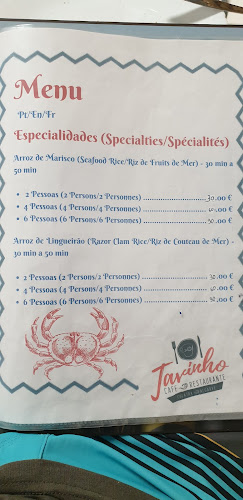 Menu
Pt/En/Fr
Especialidades (Specialties/Spécialités)
Arroz de Marisco (Seafood Rice/Riz de Fruits de Mer) - 30 min a
50 min
• 2 Pessoas (2 Persons/2 Personnes) ........................30.00 €
• 4 Pessoas (4 Persons/4 Personnes) ........................ €
• 6 Pessoas (6 Persons/6 Personnes) ........................ €
Arroz de Lingueirão (Razor Clam Rice/Riz de Couteau de Mer) -
30 min a 50 min
• 2 Pessoas (2 Persons/2 Personnes) ........................ €
• 4 Pessoas (4 Persons/4 Personnes) ........................ €
• 6 Pessoas (6 Persons/6 Personnes) ........................ €
Tavinho
CAFÉ RESTAURANTE